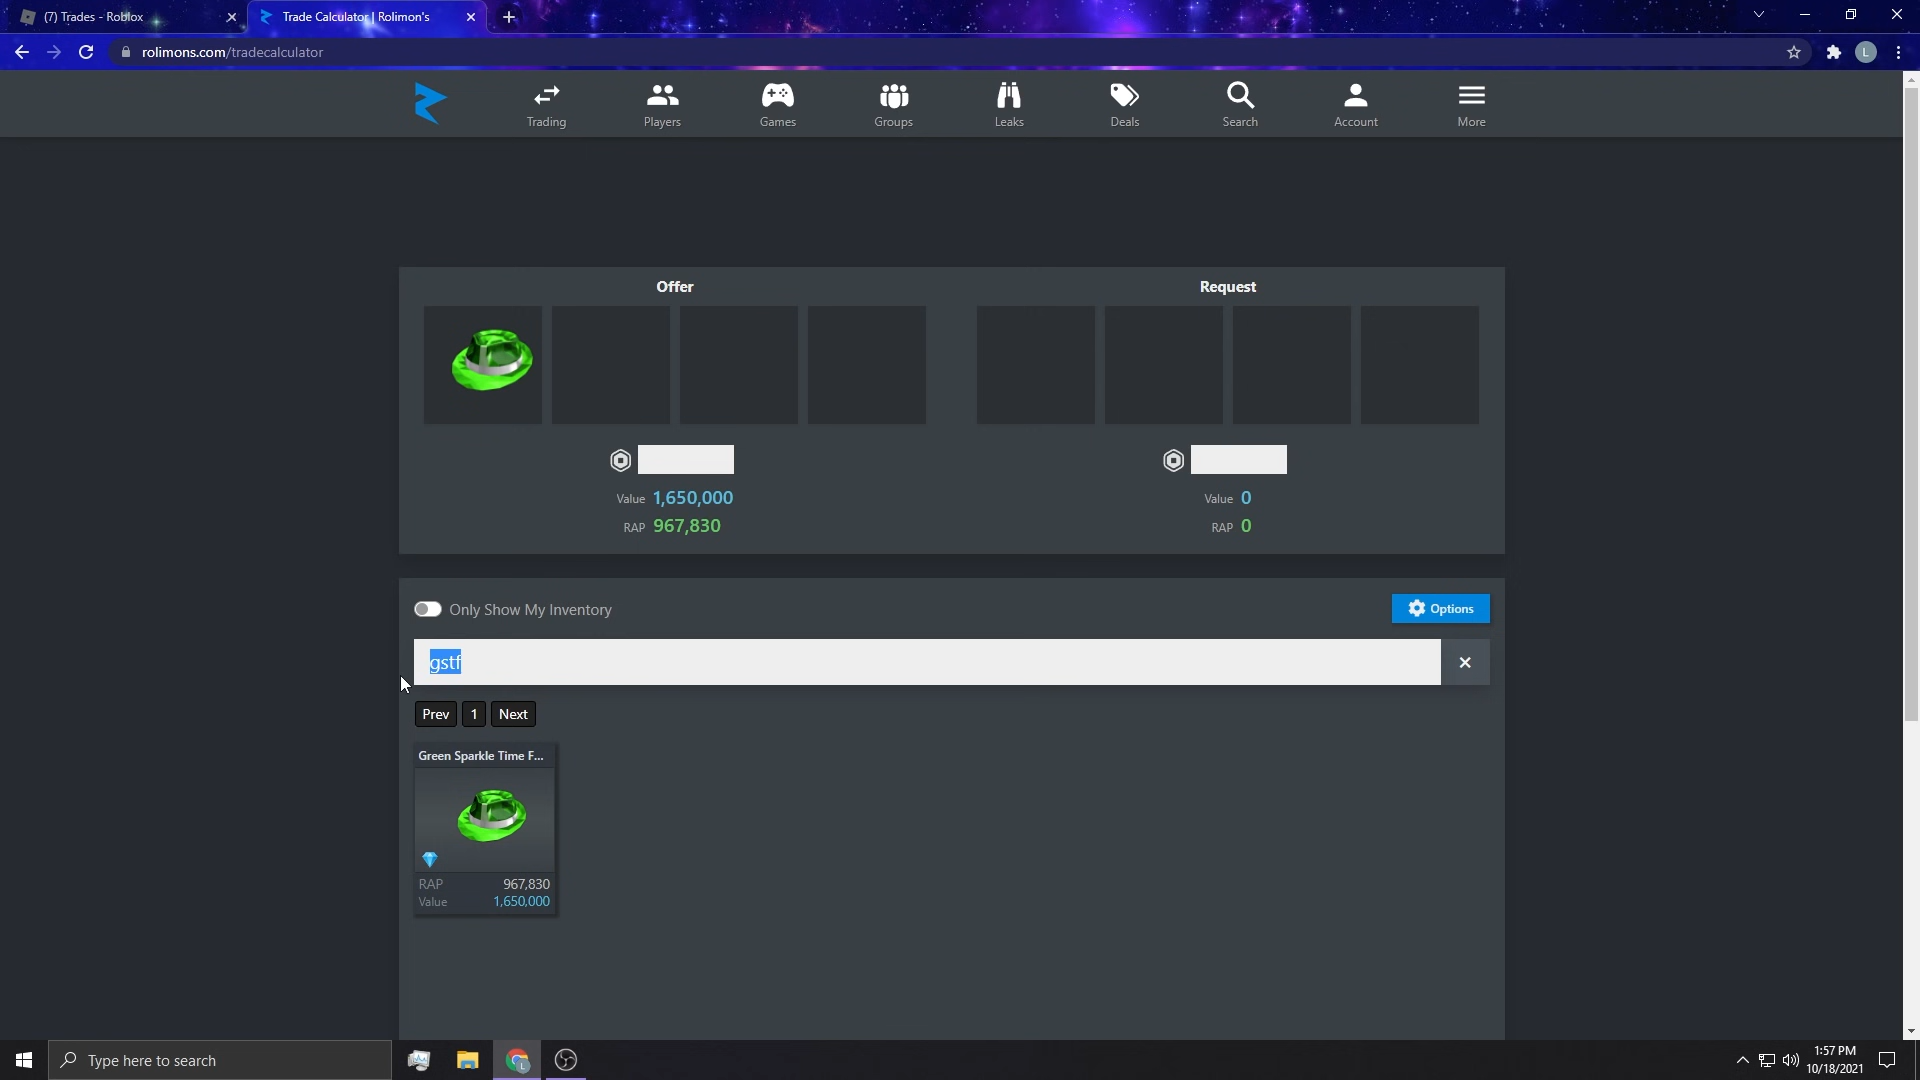 (7) Trades - Roblox
Trade Calculator | Rolimon's
rolimons.com/tradecalculator
L
Trading
Players
Games
Groups
Leaks
Deals
Search
Account
More
Offer
Request
Value 1,650,000
RAP 967,830
Value 0
RAP 0
Only Show My Inventory
Options
gstf
Prev 1 Next
Green Sparkle Time F...
RAP 967,830
Value 1,650,000
Type here to search
L
1:57 PM
10/18/2021